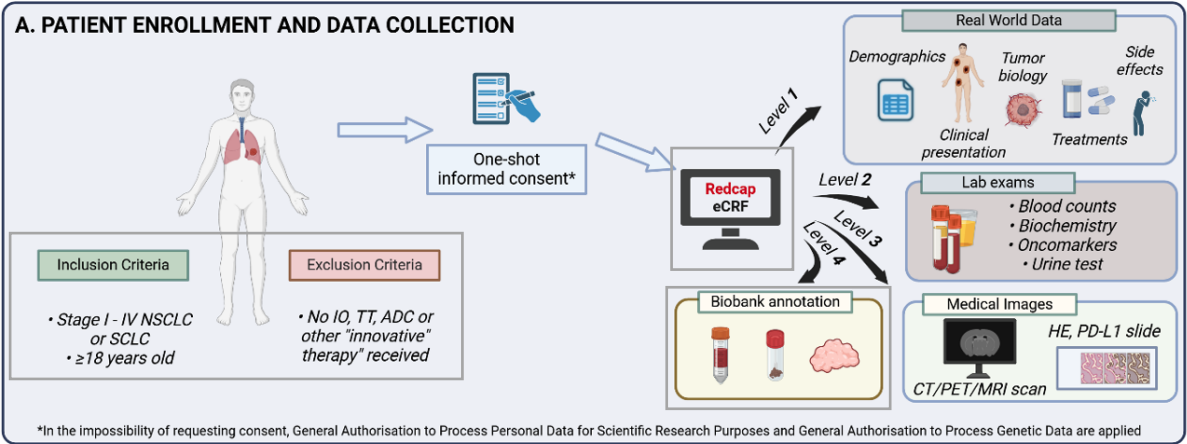 A. PATIENT ENROLLMENT AND DATA COLLECTION
One-shot
informed consent*
Inclusion Criteria
• Stage I - IV NSCLC
or SCLC
• ≥18 years old
Exclusion Criteria
• No IO, TT, ADC or
other "innovative"
therapy" received
Redcap
eCRF
Level 1
Level 2
Level 3
Level 4
Real World Data
Demographics
Clinical
presentation
Tumor
biology
Treatments
Side
effects
Lab exams
• Blood counts
• Biochemistry
• Oncomarkers
• Urine test
Biobank annotation
Medical Images
HE, PD-L1 slide
CT/PET/MRI scan
*In the impossibility of requesting consent, General Authorisation to Process Personal Data for Scientific Research Purposes and General Authorisation to Process Genetic Data are applied